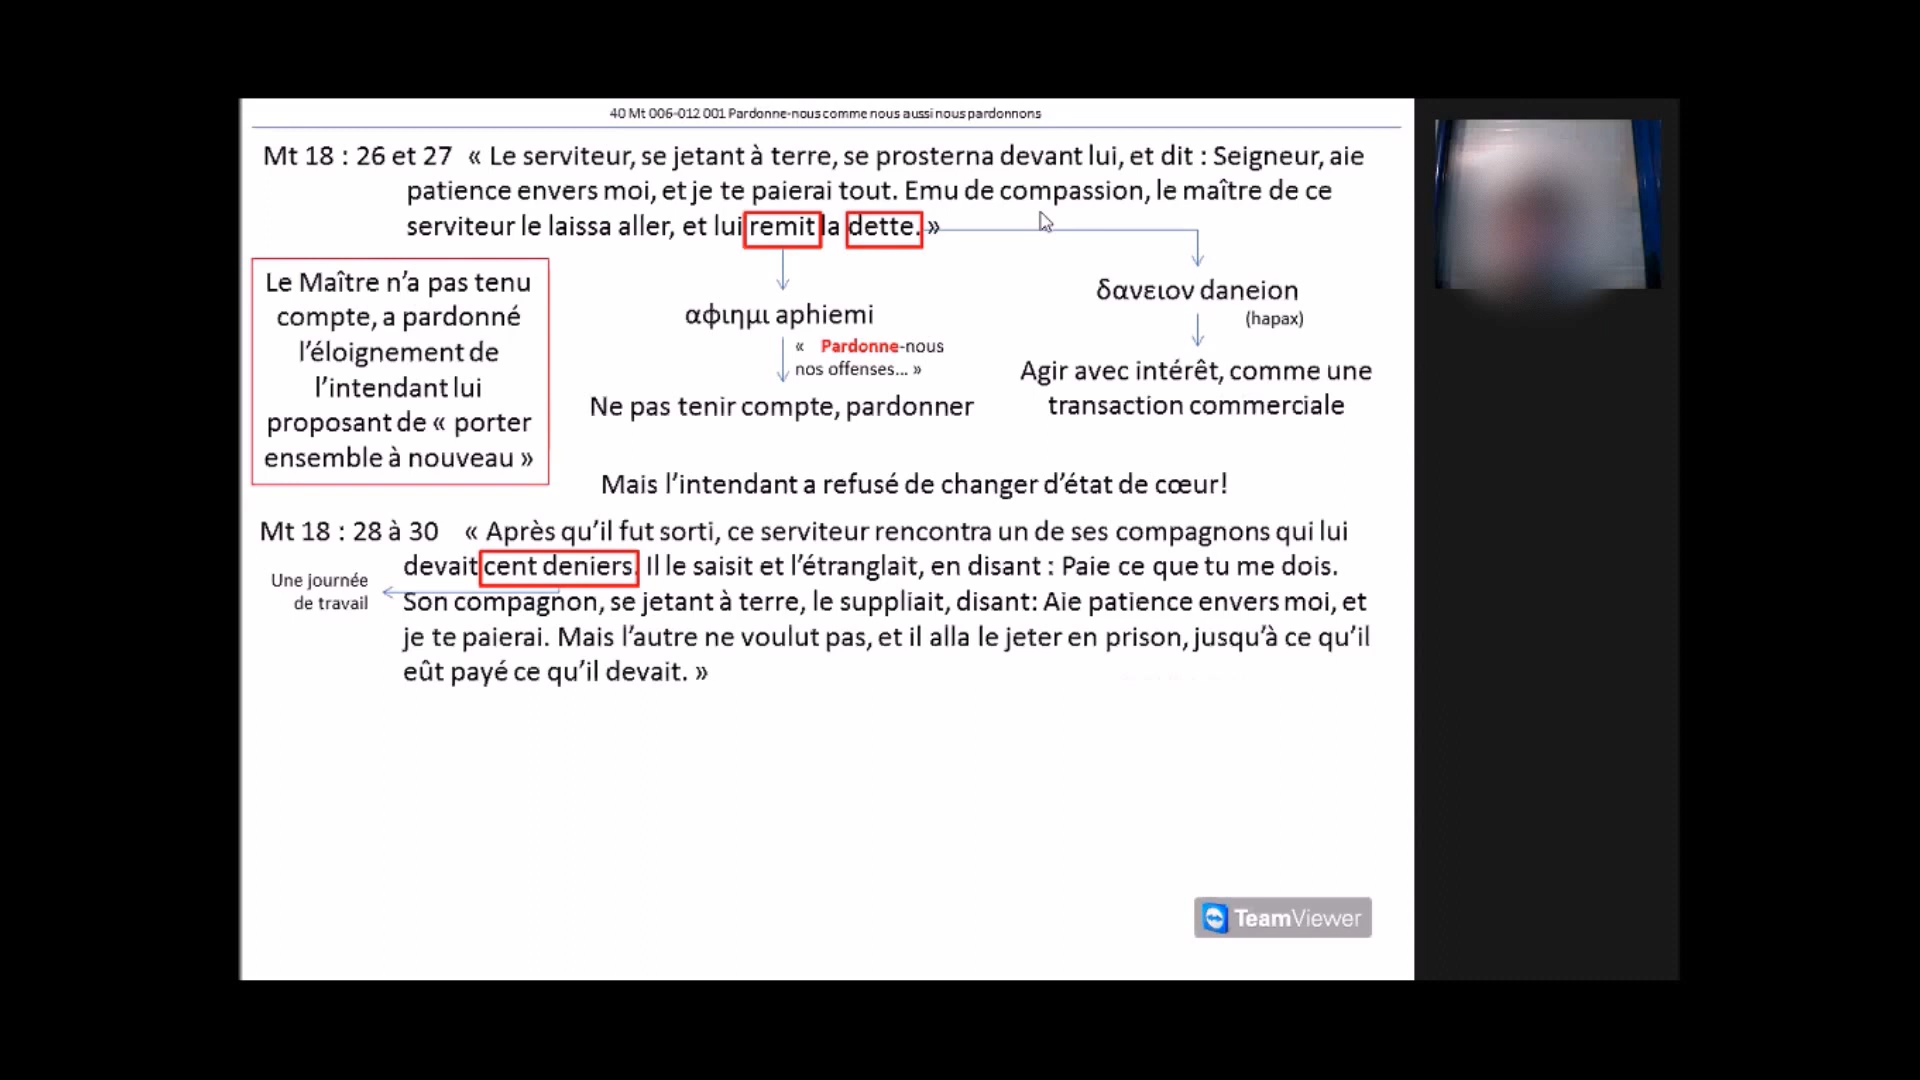 40 Mt 006-012 001 Pardonne-nous comme nous aussi nous pardonnons
Mt 18 : 26 et 27 « Le serviteur, se jetant à terre, se prosterna devant lui, et dit : Seigneur, aie
patience envers moi, et je te paierai tout. Emu de compassion, le maître de ce
serviteur le laissa aller, et lui remit la dette. »
Le Maître n’a pas tenu
compte, a pardonné
l’éloignement de
l’intendant lui
proposant de « porter
ensemble à nouveau »
αφιημι aphiemi
« Pardonne-nous
nos offenses... »
Ne pas tenir compte, pardonner
δανειον daneion
(hapax)
Agir avec intérêt, comme une
transaction commerciale
Mais l’intendant a refusé de changer d’état de cœur!
Mt 18 : 28 à 30 « Après qu’il fut sorti, ce serviteur rencontra un de ses compagnons qui lui
devait cent deniers. Il le saisit et l’étranglait, en disant : Paie ce que tu me dois.
Son compagnon, se jetant à terre, le suppliait, disant: Aie patience envers moi, et
je te paierai. Mais l’autre ne voulut pas, et il alla le jeter en prison, jusqu’à ce qu’il
eût payé ce qu’il devait. »
Une journée
de travail
TeamViewer